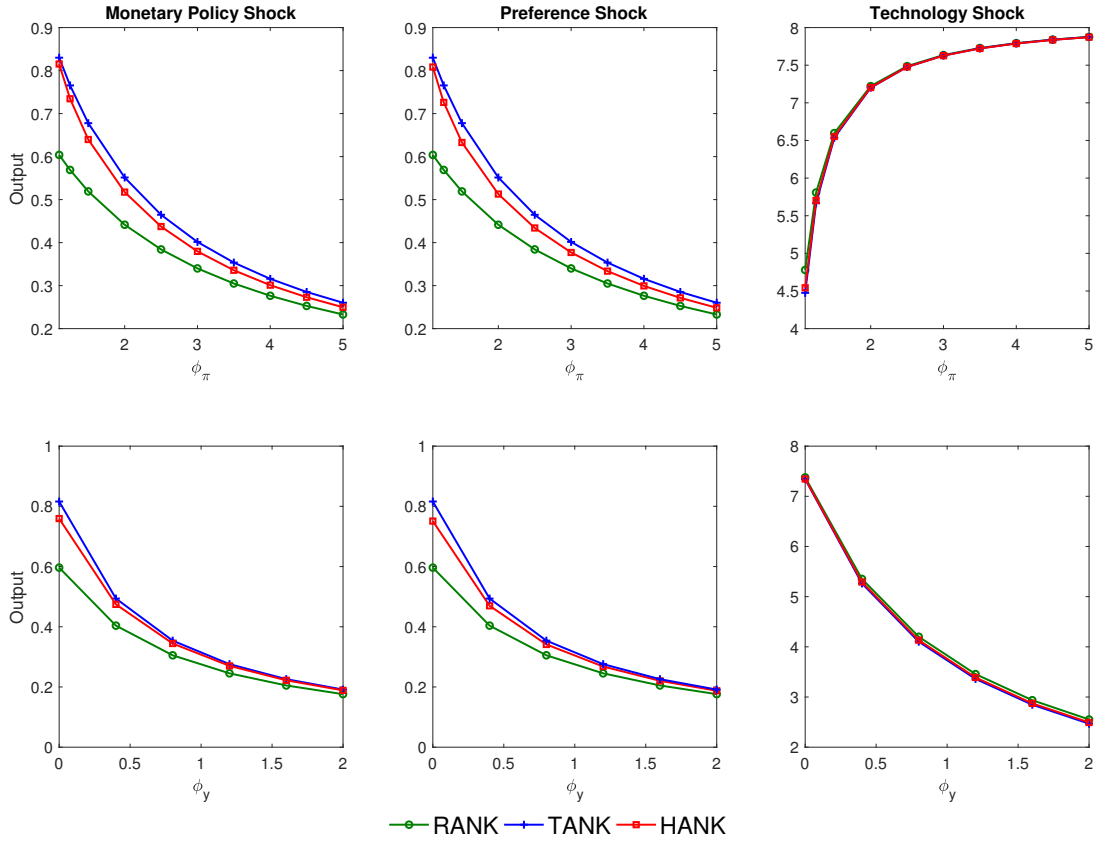 Monetary Policy Shock
Preference Shock
Technology Shock
Output
0.9
0.8
0.7
0.6
0.5
0.4
0.3
0.2
2 3 4 5
ϕπ
0.9
0.8
0.7
0.6
0.5
0.4
0.3
0.2
2 3 4 5
ϕπ
8
7.5
7
6.5
6
5.5
5
4.5
4
2 3 4 5
ϕπ
Output
1
0.8
0.6
0.4
0.2
0
0 0.5 1 1.5 2
ϕy
1
0.8
0.6
0.4
0.2
0
0 0.5 1 1.5 2
ϕy
8
7
6
5
4
3
2
0 0.5 1 1.5 2
ϕy
RANK TANK HANK